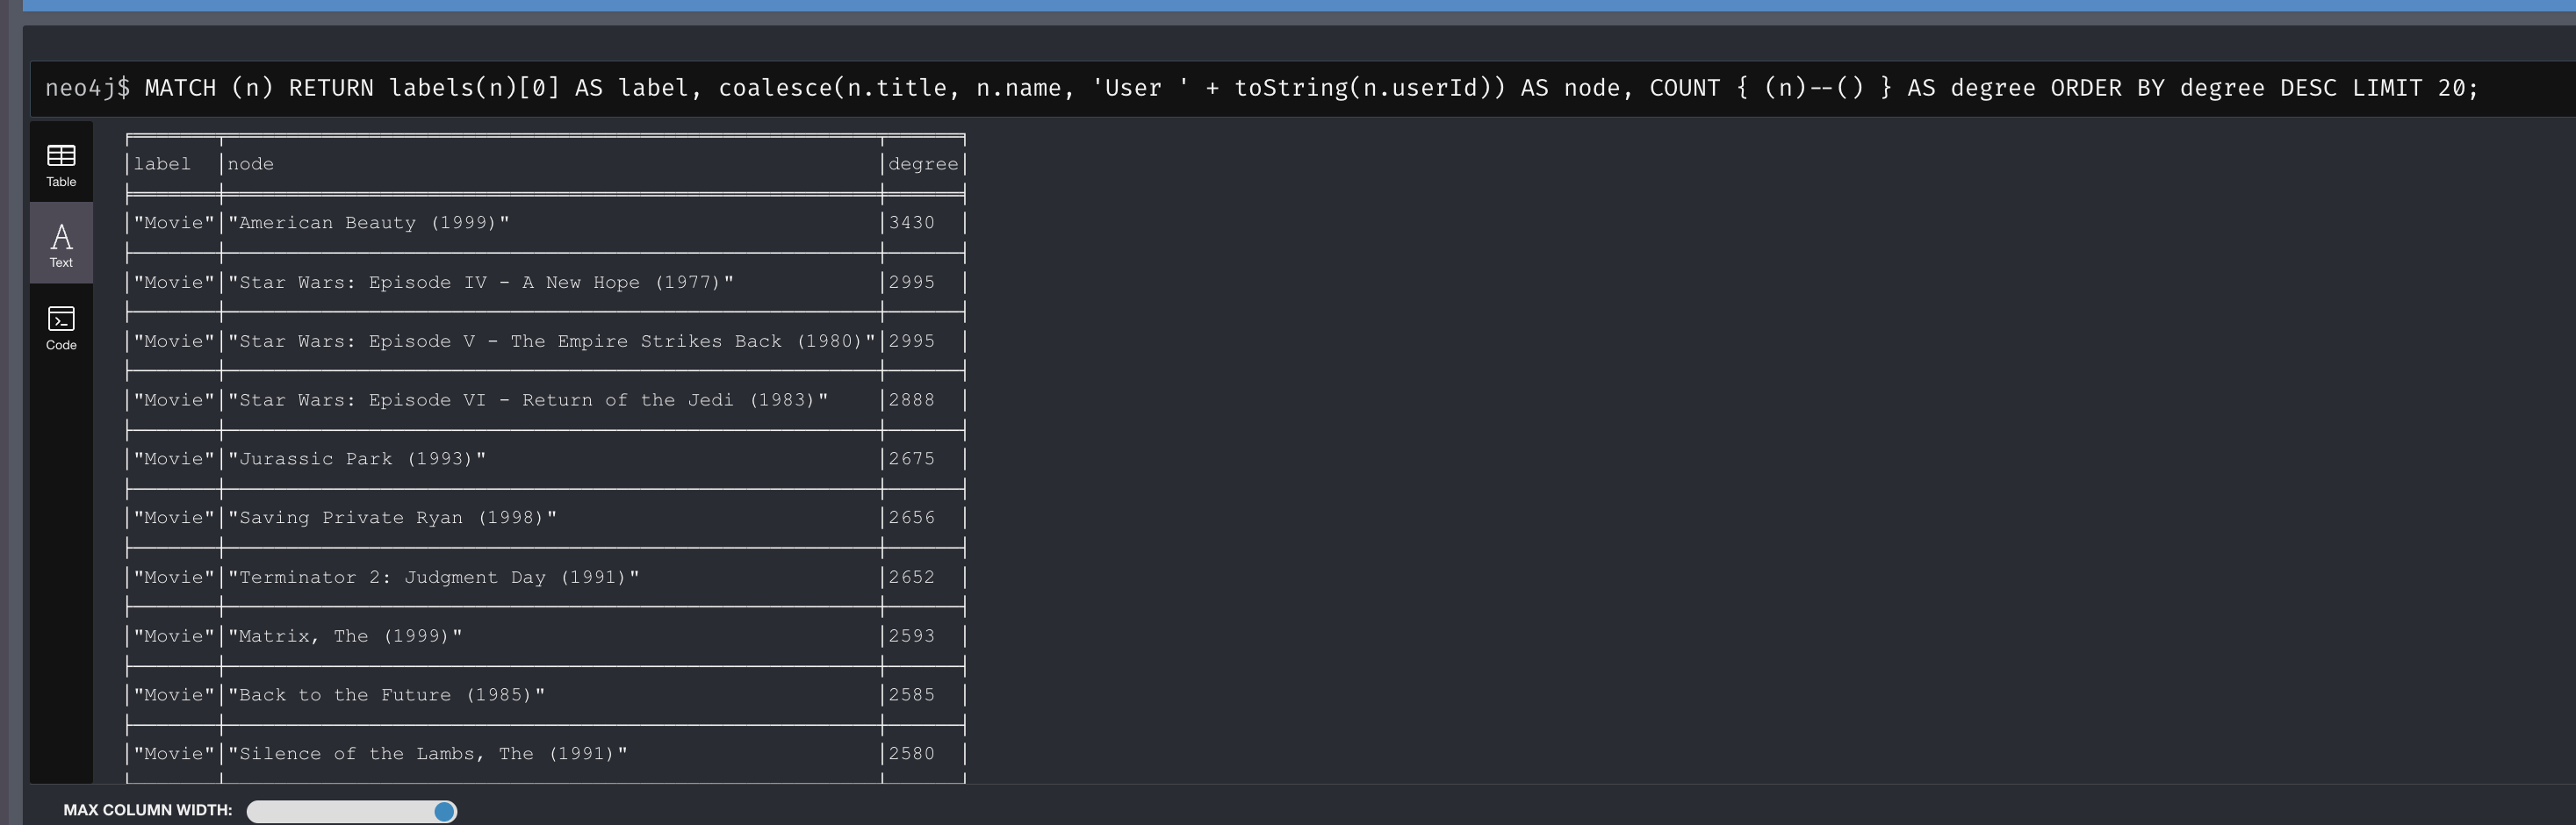 neo4j$ MATCH (n) RETURN labels(n)[0] AS label, coalesce(n.title, n.name, 'User ' + toString(n.userId)) AS node, COUNT { (n)--() } AS degree ORDER BY degree DESC LIMIT 20;
Table
Text
Code
label node degree
"Movie" "American Beauty (1999)" 3430
"Movie" "Star Wars: Episode IV - A New Hope (1977)" 2995
"Movie" "Star Wars: Episode V - The Empire Strikes Back (1980)" 2995
"Movie" "Star Wars: Episode VI - Return of the Jedi (1983)" 2888
"Movie" "Jurassic Park (1993)" 2675
"Movie" "Saving Private Ryan (1998)" 2656
"Movie" "Terminator 2: Judgment Day (1991)" 2652
"Movie" "Matrix, The (1999)" 2593
"Movie" "Back to the Future (1985)" 2585
"Movie" "Silence of the Lambs, The (1991)" 2580
MAX COLUMN WIDTH: